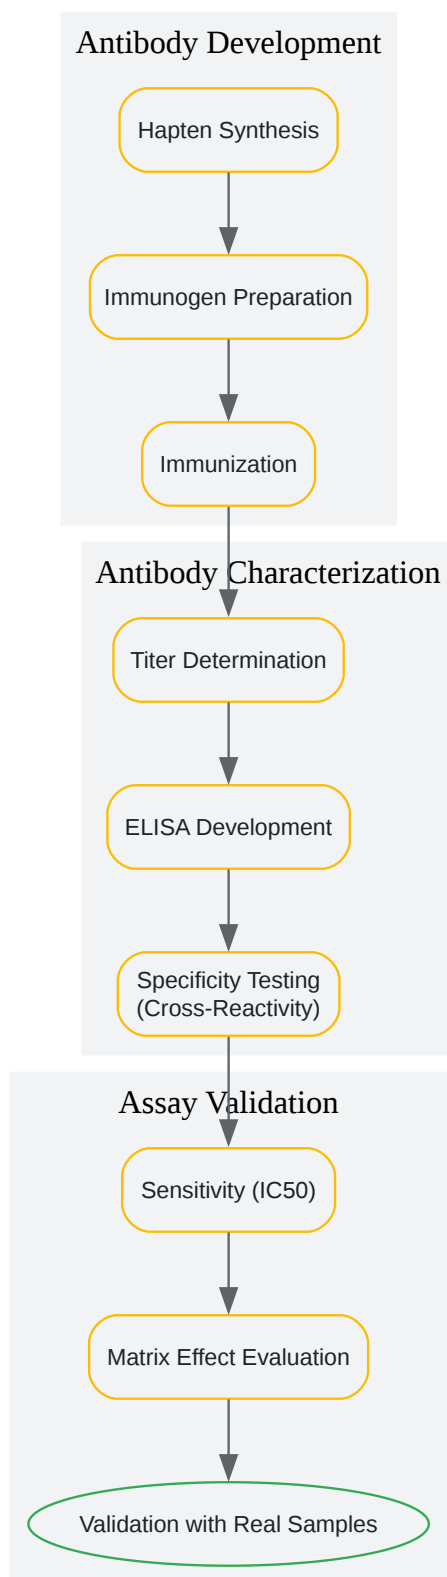 Antibody Development
Hapten Synthesis
Immunogen Preparation
Immunization
Antibody Characterization
Titer Determination
ELISA Development
Specificity Testing
(Cross-Reactivity)
Assay Validation
Sensitivity (IC50)
Matrix Effect Evaluation
Validation with Real Samples